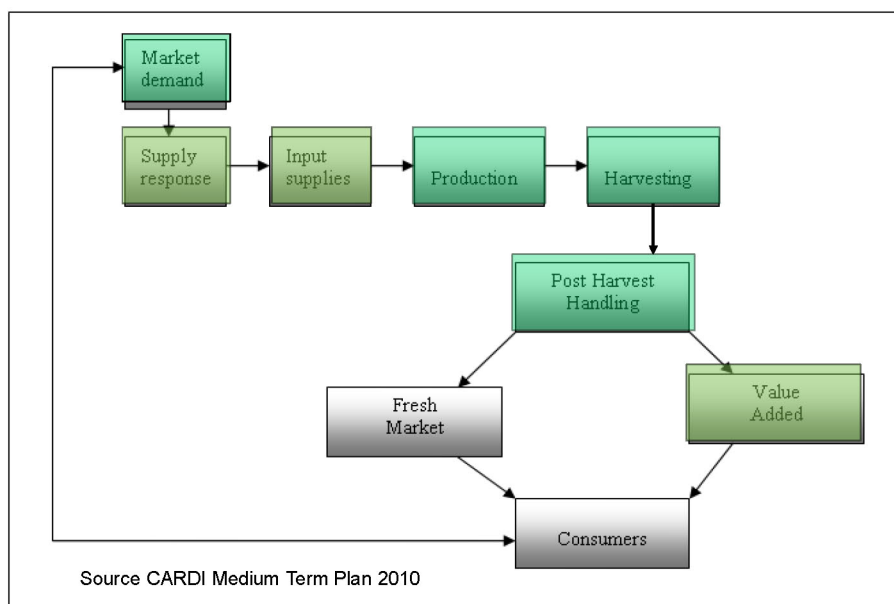 Market
demand
Supply
response
Input
supplies
Production
Harvesting
Post Harvest
Handling
Fresh
Market
Value
Added
Consumers
Source CARDI Medium Term Plan 2010